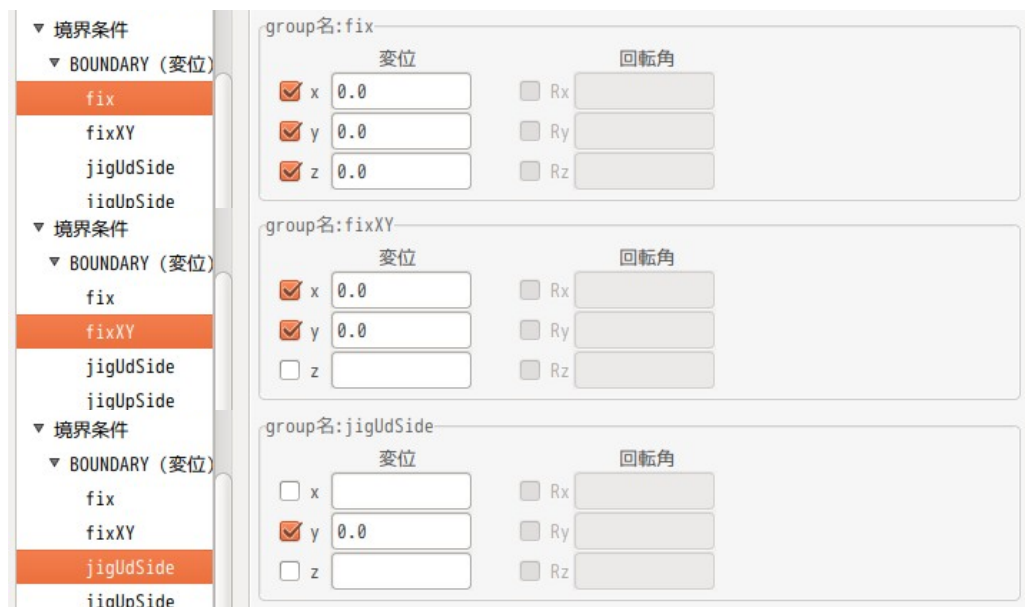 ▼ 境界条件
▼ BOUNDARY (変位)
fix
fixXY
jigUdSide
jigUpSide
group名:fix
変位 回転角
x 0.0 Rx
y 0.0 Ry
z 0.0 Rz
▼ 境界条件
▼ BOUNDARY (変位)
fix
fixXY
jigUdSide
jigUpSide
group名:fixXY
変位 回転角
x 0.0 Rx
y 0.0 Ry
z Rz
▼ 境界条件
▼ BOUNDARY (変位)
fix
fixXY
jigUdSide
jigUpSide
group名:jigUdSide
変位 回転角
x Rx
y 0.0 Ry
z Rz